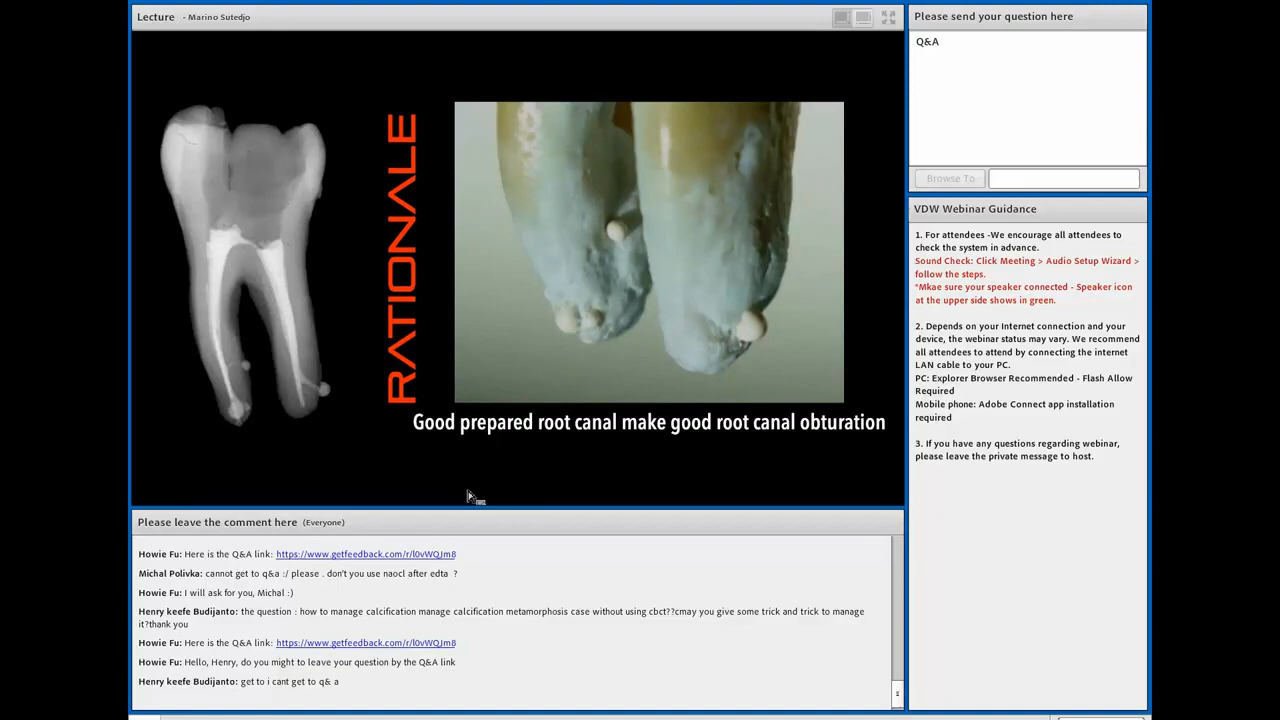 Lecture - Marino Sutedjo
RATIONALE
Good prepared root canal make good root canal obturation
Please send your question here
Q&A
Browse To
VDW Webinar Guidance
1. For attendees -We encourage all attendees to
check the system in advance.
Sound Check: Click Meeting > Audio Setup Wizard >
follow the steps.
*Mkae sure your speaker connected - Speaker icon
at the upper side shows in green.
2. Depends on your Internet connection and your
device, the webinar status may vary. We recommend
all attendees to attend by connecting the internet
LAN cable to your PC.
PC: Explorer Browser Recommended - Flash Allow
Required
Mobile phone: Adobe Connect app installation
required
3. If you have any questions regarding webinar,
please leave the private message to host.
Please leave the comment here (Everyone)
Howie Fu: Here is the Q&A link: https://www.getfeedback.com/r/l0vWQJm8
Michal Polivka: cannot get to q&a :/ please . don't you use naocl after edta ?
Howie Fu: I will ask for you, Michal :)
Henry keefe Budijanto: the question : how to manage calcification manage calcification metamorphosis case without using cbct??cmay you give some trick and trick to manage
it?thank you
Howie Fu: Here is the Q&A link: https://www.getfeedback.com/r/l0vWQJm8
Howie Fu: Hello, Henry, do you might to leave your question by the Q&A link
Henry keefe Budijanto: get to i cant get to q& a